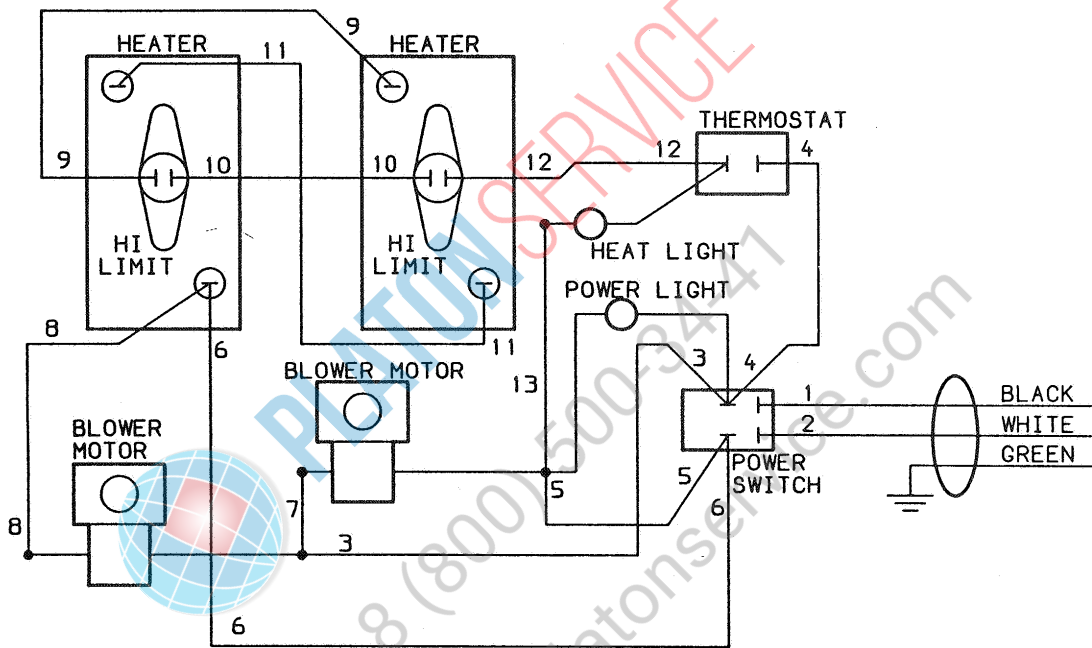 9
HEATER
11
HEATER
THERMOSTAT
9
10
10
12
12
4
HI
LIMIT
HI
LIMIT
HEAT LIGHT
POWER LIGHT
8
6
11
3
4
BLOWER MOTOR
13
1
BLACK
BLOWER
MOTOR
2
WHITE
GREEN
5
5
POWER
SWITCH
6
7
8
3
6
PLATON SERVICE
8 (800) 500-34-41
atonservice.com